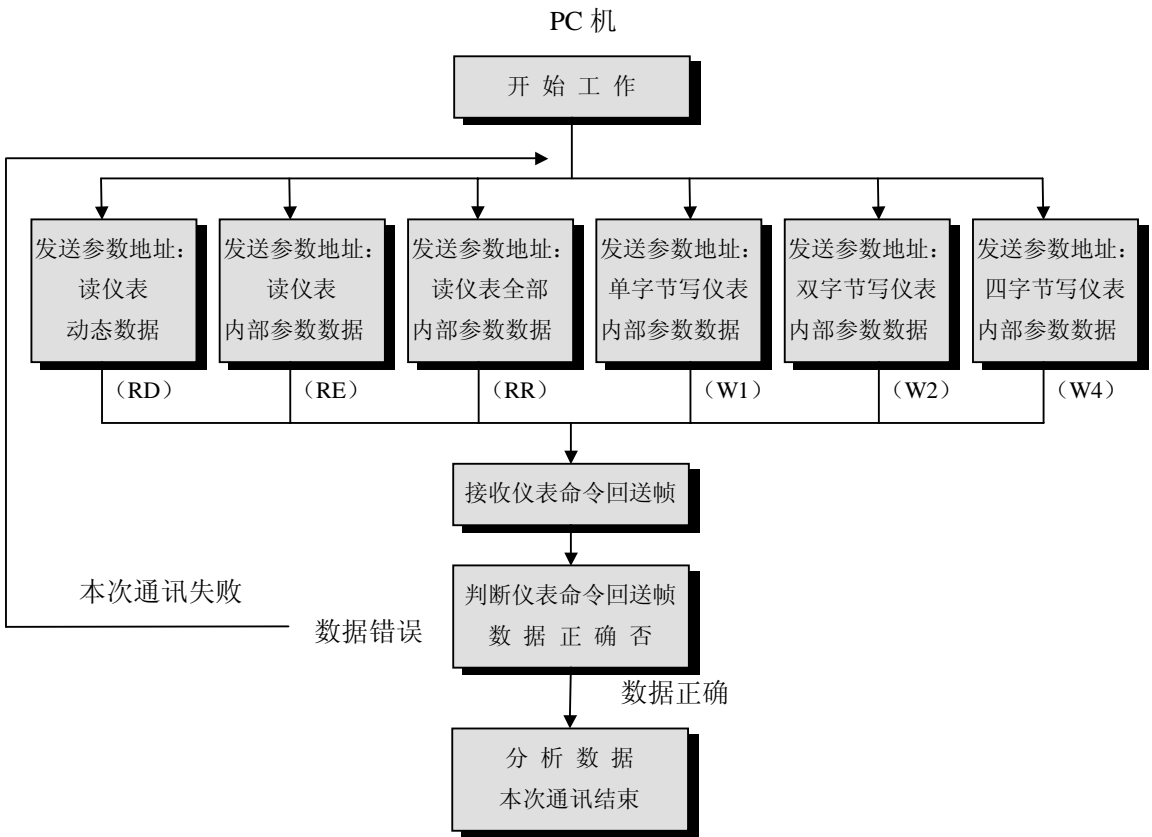 PC 机
开 始 工 作
发送参数地址：
读仪表
动态数据
发送参数地址：
读仪表
内部参数数据
发送参数地址：
读仪表全部
内部参数数据
发送参数地址：
单字节写仪表
内部参数数据
发送参数地址：
双字节写仪表
内部参数数据
发送参数地址：
四字节写仪表
内部参数数据
（RD）
（RE）
（RR）
（W1）
（W2）
（W4）
接收仪表命令回送帧
判断仪表命令回送帧
数 据 正 确 否
本次通讯失败
数据错误
数据正确
分 析 数 据
本次通讯结束